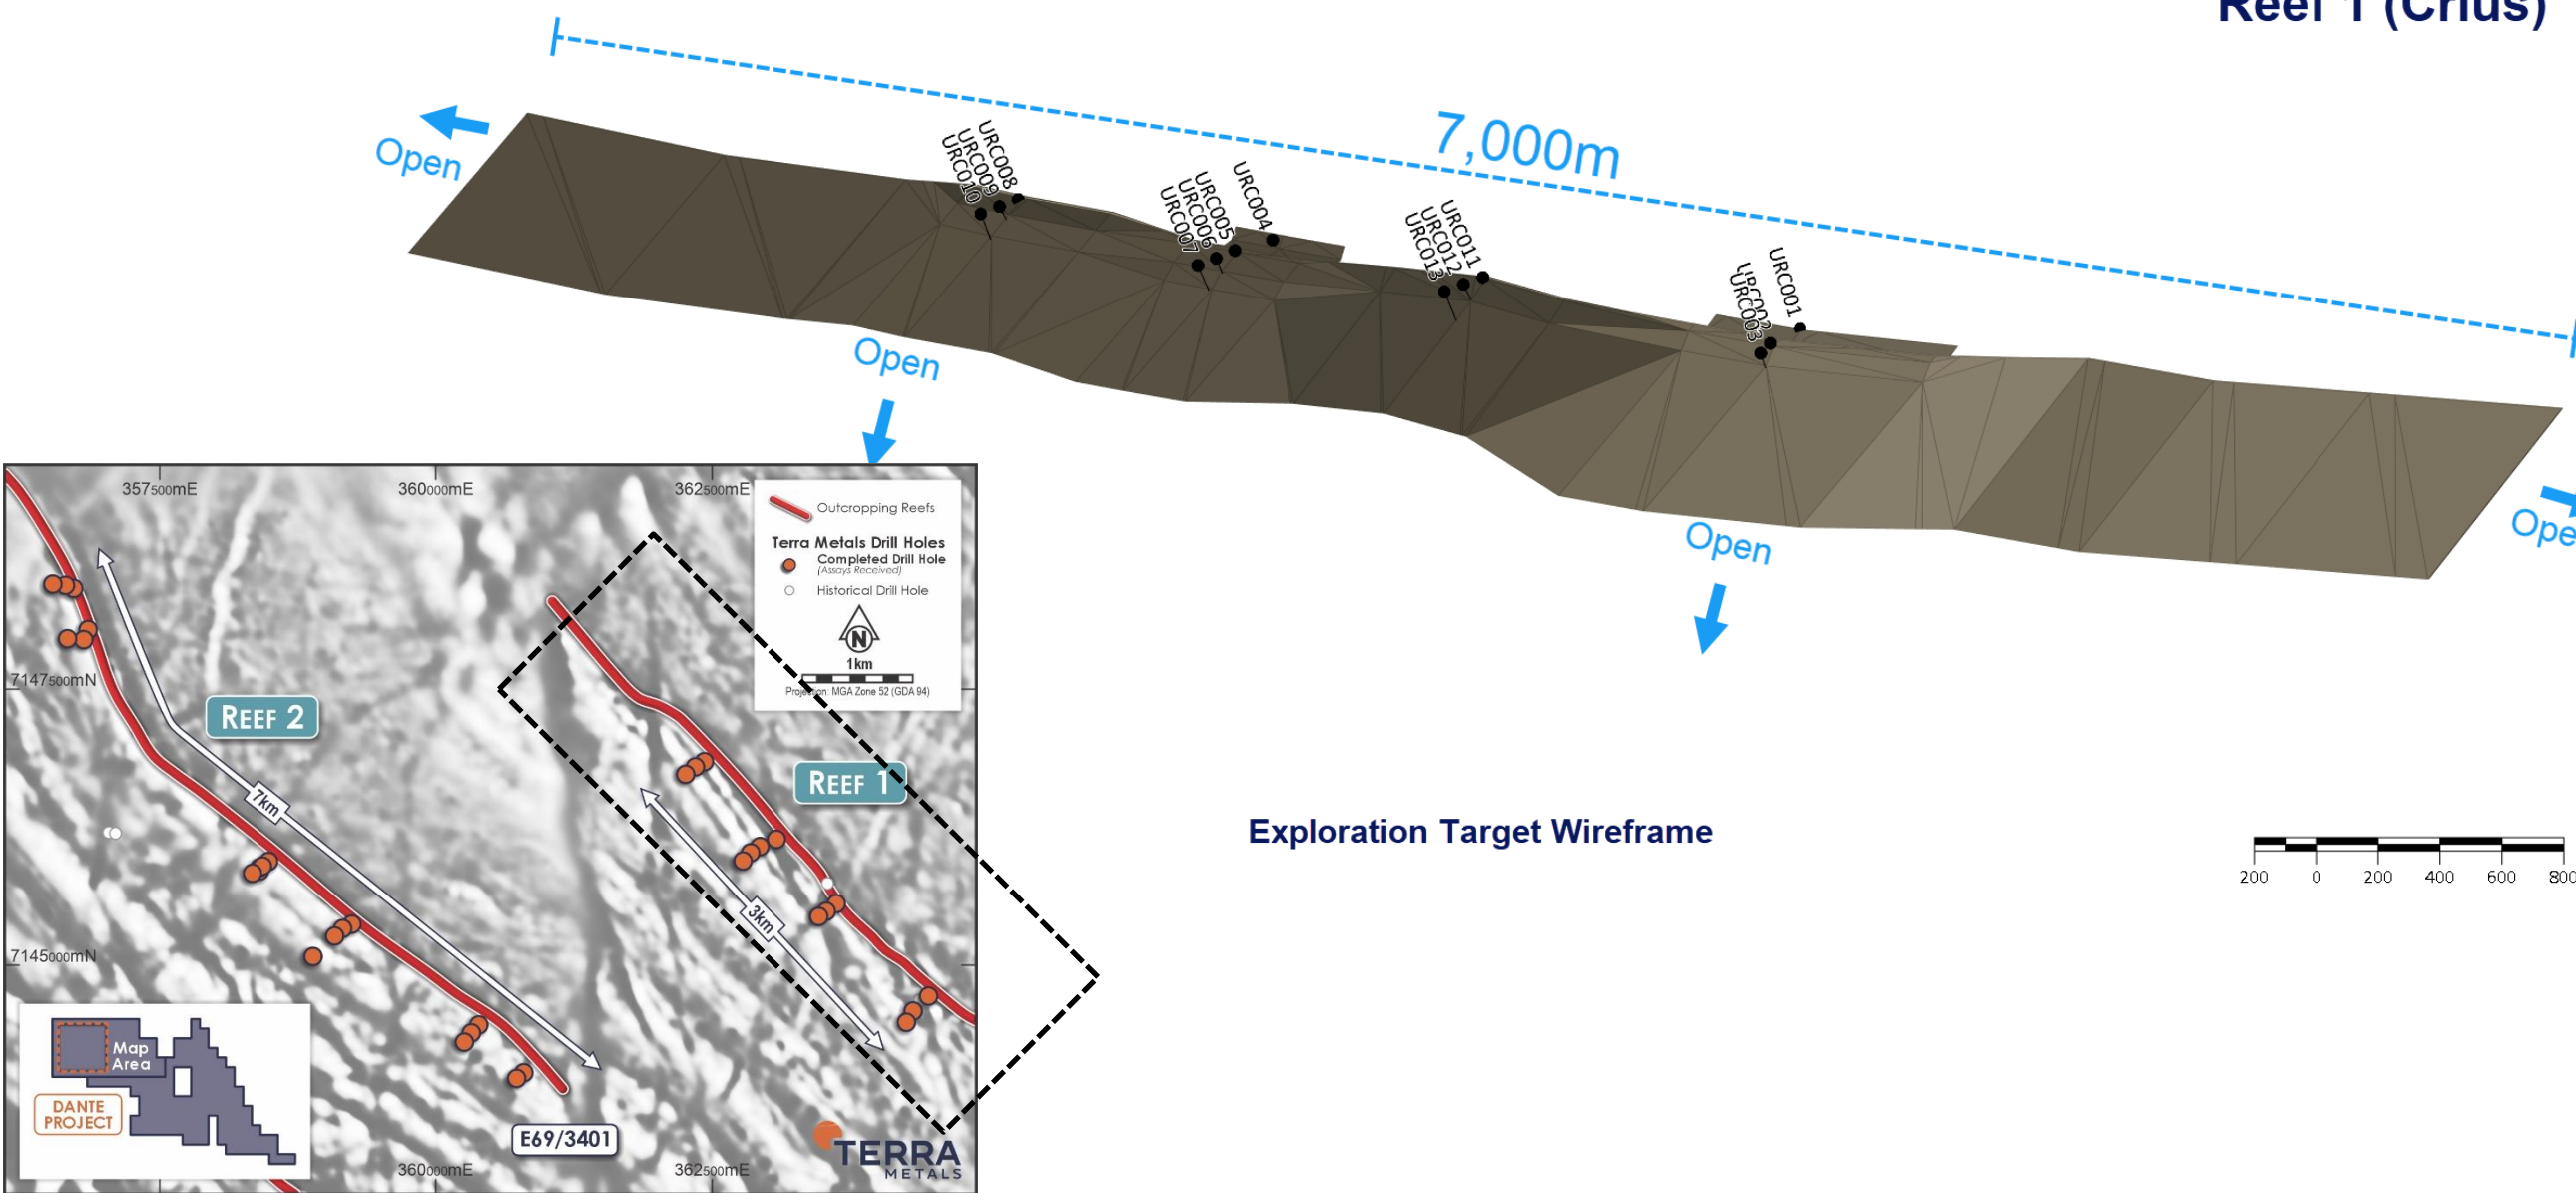 Reef 1 (Crius)
7,000m
Open
URC010
URC009
URC008
URC007
URC006
URC005
URC004
URC013
URC012
URC011
URC003
URC002
URC001
Open
Open
Ope
357500mE
360000mE
362500mE
Outcropping Reefs
Terra Metals Drill Holes
Completed Drill Hole
(Assays Received)
Historical Drill Hole
N
1km
Projection: MGA Zone 52 (GDA 94)
7147500mN
REEF 2
REEF 1
7km
3km
7145000mN
Map
Area
DANTE
PROJECT
E69/3401
360000mE
362500mE
TERRA
METALS
Exploration Target Wireframe
200 0 200 400 600 800